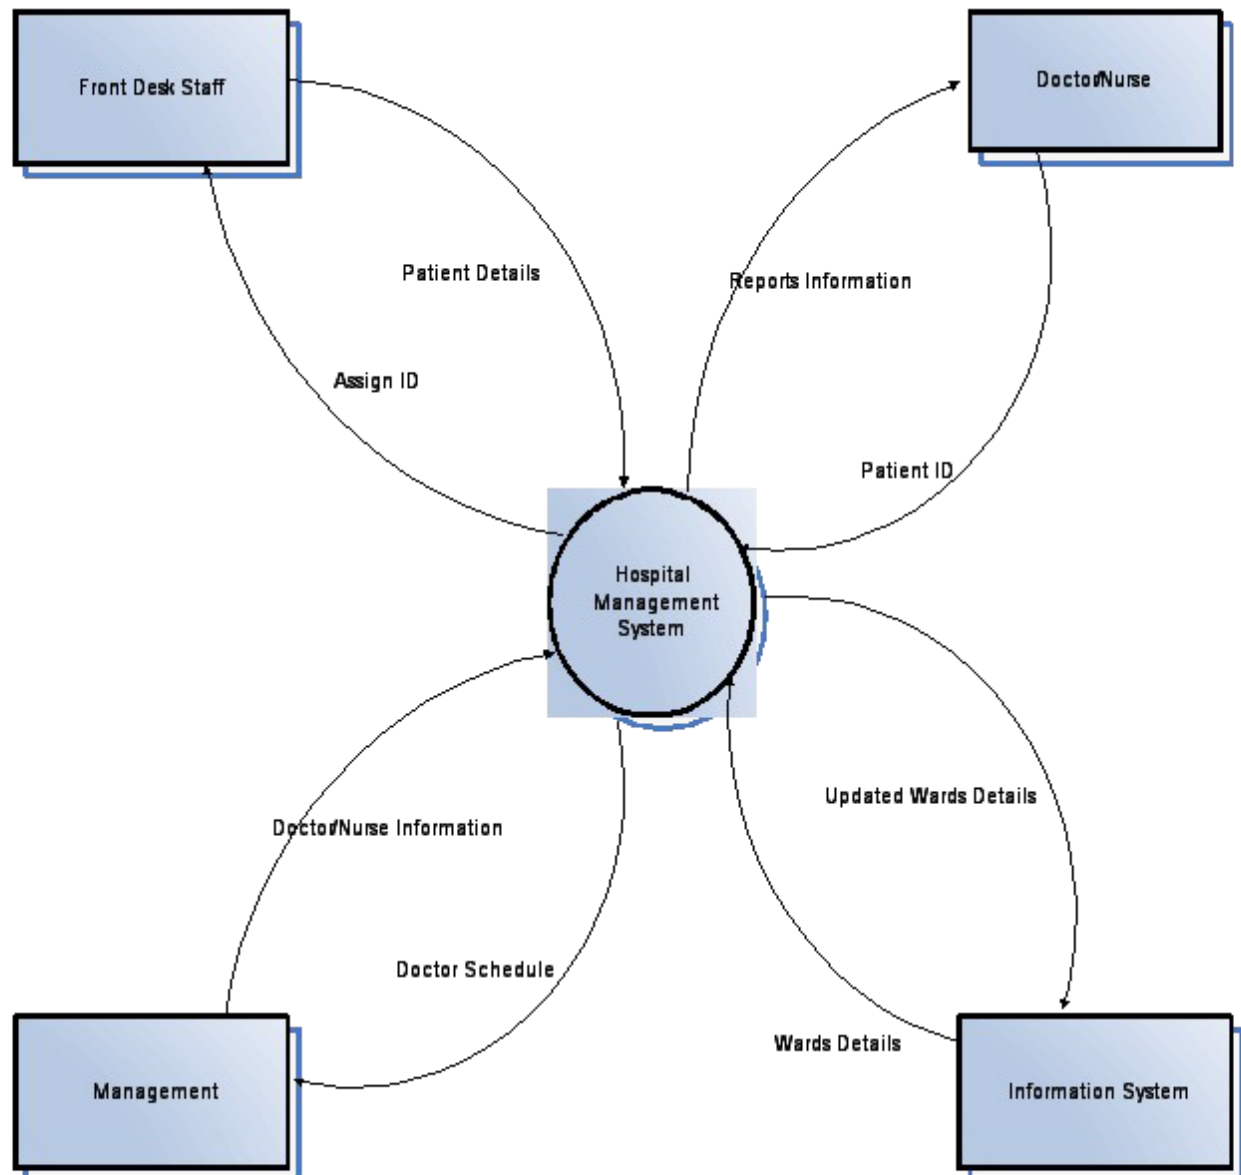 Front Desk Staff
Doctor/Nurse
Patient Details
Reports Information
Assign ID
Patient ID
Hospital
Management
System
Updated Wards Details
Doctor/Nurse Information
Doctor Schedule
Wards Details
Management
Information System